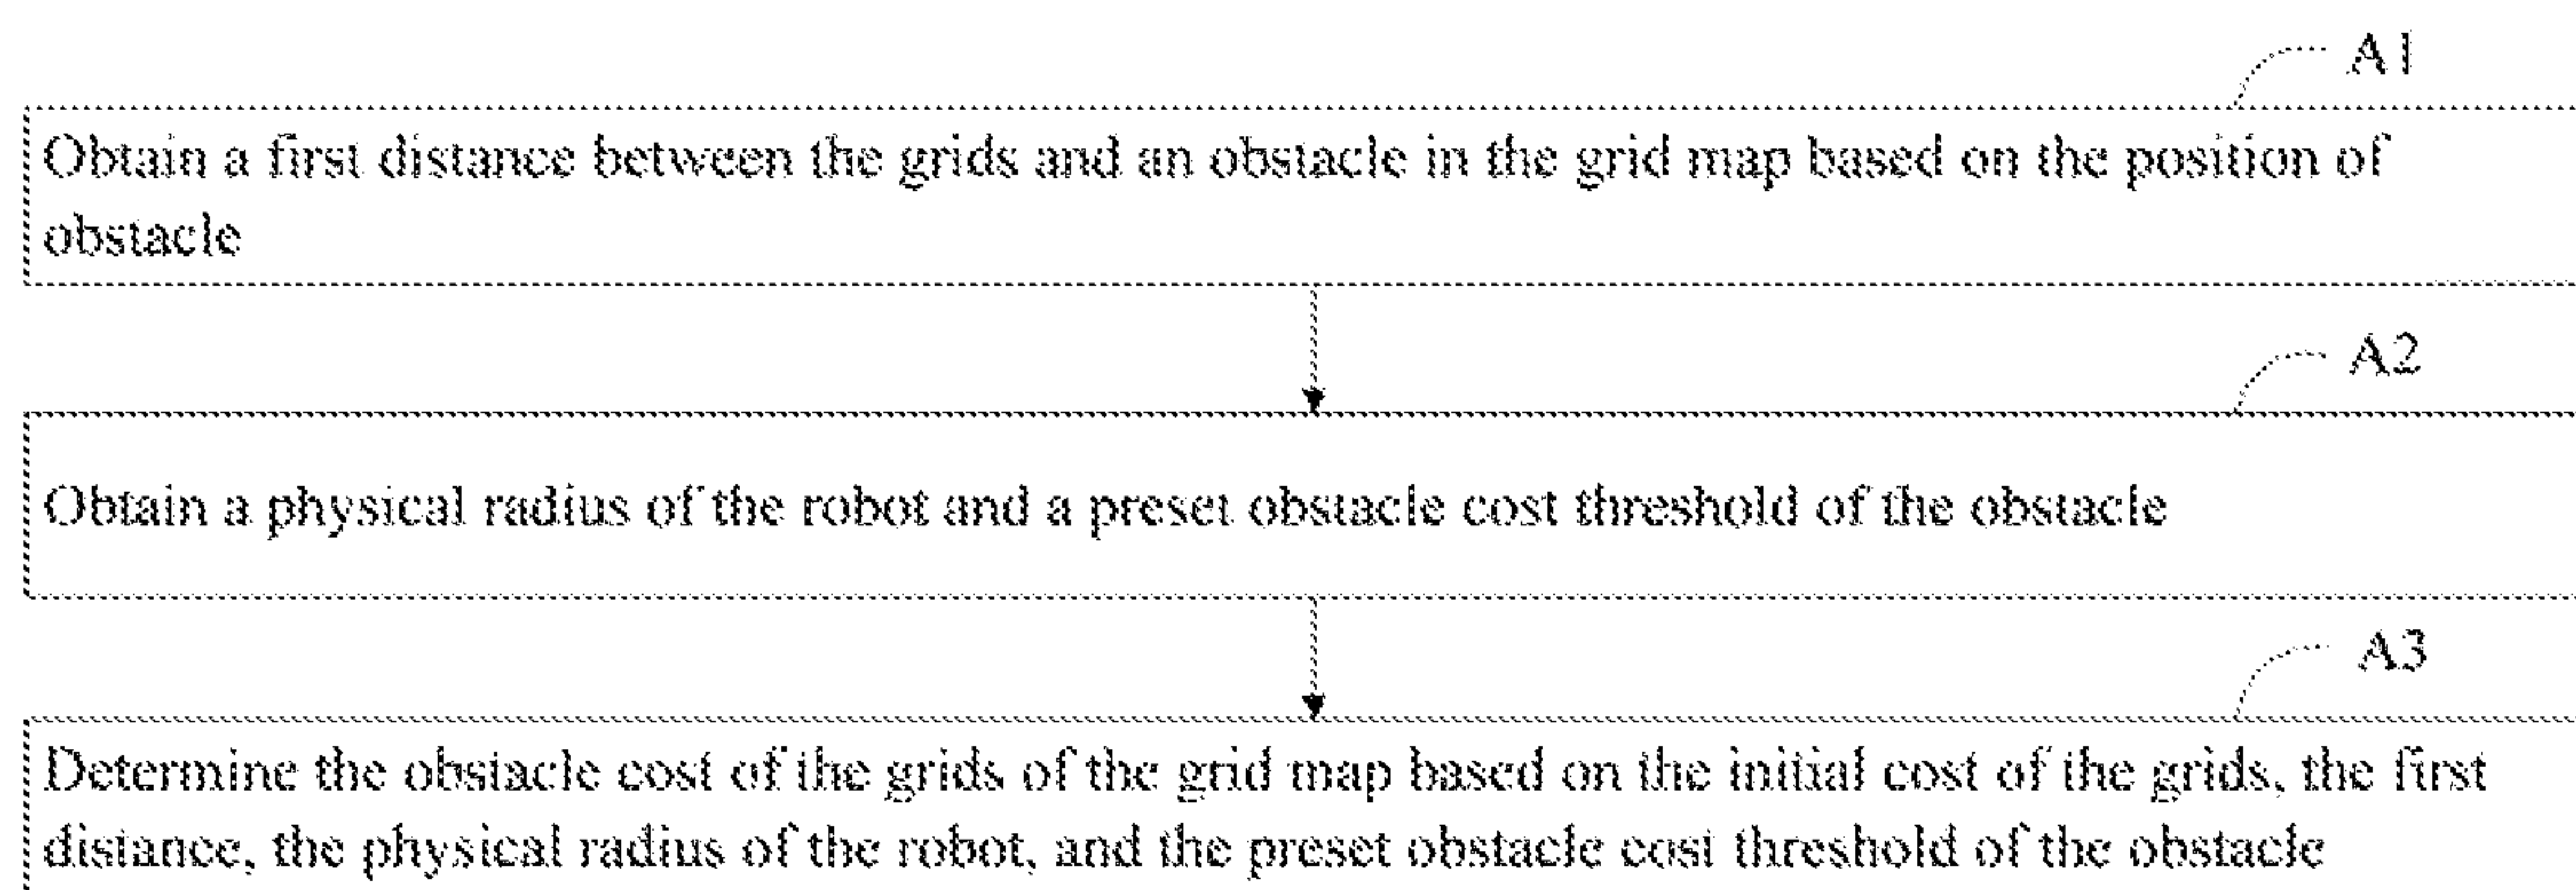 A1
Obtain a first distance between the grids and an obstacle in the grid map based on the position of
obstacle
A2
Obtain a physical radius of the robot and a preset obstacle cost threshold of the obstacle
A3
Determine the obstacle cost of the grids of the grid map based on the initial cost of the grids, the first
distance, the physical radius of the robot, and the preset obstacle cost threshold of the obstacle